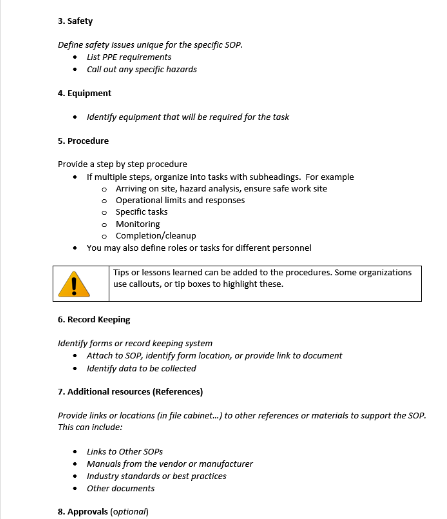 3. Safety
Define safety issues unique for the specific SOP.
• List PPE requirements
• Call out any specific hazards
4. Equipment
• Identify equipment that will be required for the task
5. Procedure
Provide a step by step procedure
• If multiple steps, organize into tasks with subheadings. For example
o Arriving on site, hazard analysis, ensure safe work site
o Operational limits and responses
o Specific tasks
o Monitoring
o Completion/cleanup
• You may also define roles or tasks for different personnel
Tips or lessons learned can be added to the procedures. Some organizations
use callouts, or tip boxes to highlight these.
6. Record Keeping
Identify forms or record keeping system
• Attach to SOP, identify form location, or provide link to document
• Identify data to be collected
7. Additional resources (References)
Provide links or locations (in file cabinet...) to other references or materials to support the SOP.
This can include:
• Links to Other SOPs
• Manuals from the vendor or manufacturer
• Industry standards or best practices
• Other documents
8. Approvals (optional)